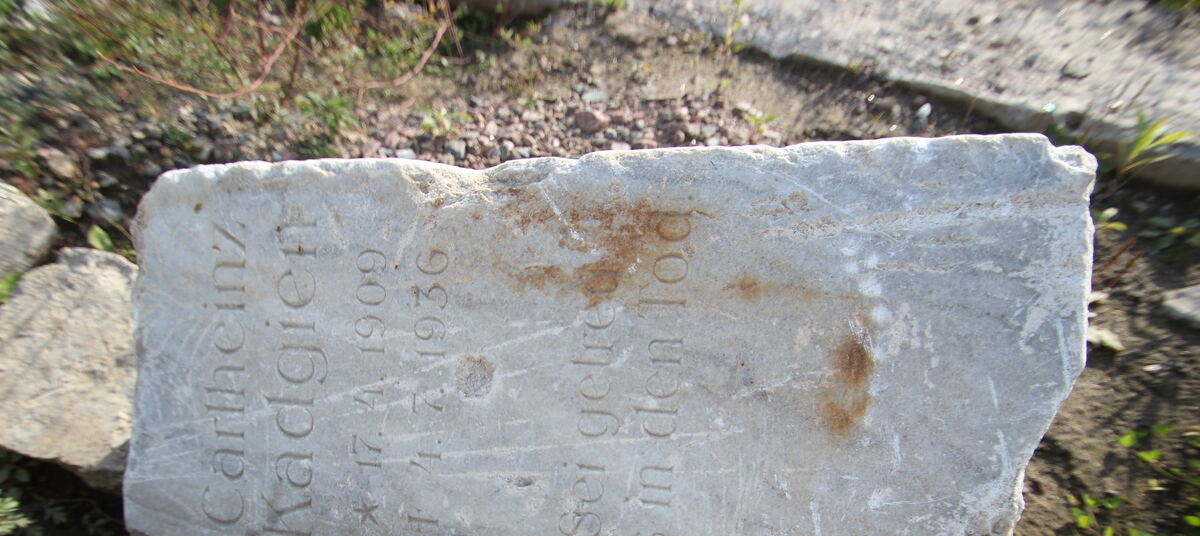 Carlheinz
Kadgien
* 17. 4. 1909
† 4. 7. 1936
Sei getreu
s in den Tod